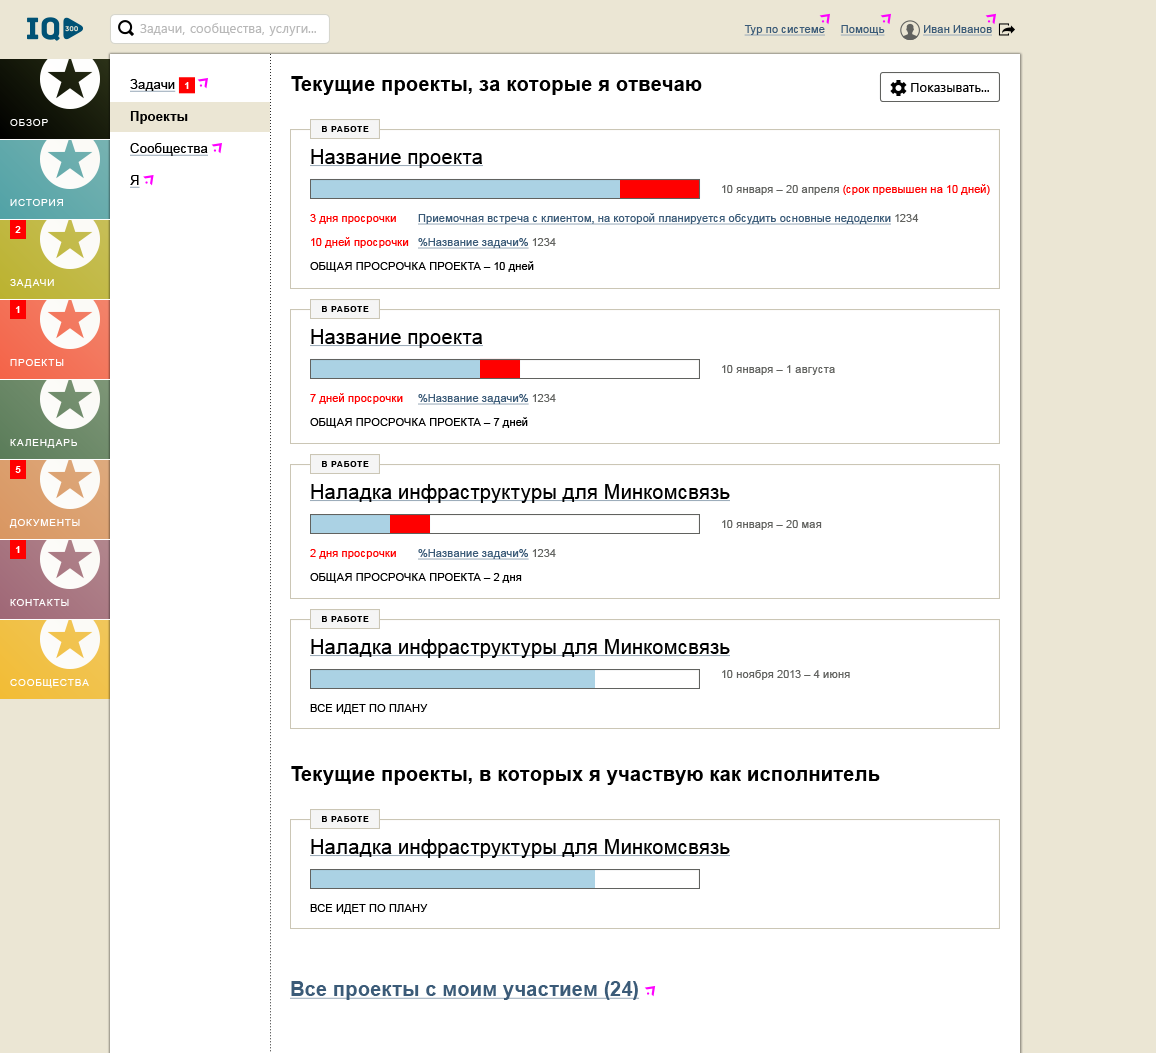 IQ 300
Задачи, сообщества, услуги...
Тур по системе
Помощь
Иван Иванов
ОБЗОР
ИСТОРИЯ
2
ЗАДАЧИ
1
ПРОЕКТЫ
КАЛЕНДАРЬ
5
ДОКУМЕНТЫ
1
КОНТАКТЫ
СООБЩЕСТВА
Задачи 1
Проекты
Сообщества
Я
Текущие проекты, за которые я отвечаю
Показывать...
В РАБОТЕ
Название проекта
10 января – 20 апреля (срок превышен на 10 дней)
3 дня просрочки Приемочная встреча с клиентом, на которой планируется обсудить основные недоделки 1234
10 дней просрочки %Название задачи% 1234
ОБЩАЯ ПРОСРОЧКА ПРОЕКТА – 10 дней
В РАБОТЕ
Название проекта
10 января – 1 августа
7 дней просрочки %Название задачи% 1234
ОБЩАЯ ПРОСРОЧКА ПРОЕКТА – 7 дней
В РАБОТЕ
Наладка инфраструктуры для Минкомсвязь
10 января – 20 мая
2 дня просрочки %Название задачи% 1234
ОБЩАЯ ПРОСРОЧКА ПРОЕКТА – 2 дня
В РАБОТЕ
Наладка инфраструктуры для Минкомсвязь
10 ноября 2013 – 4 июня
ВСЕ ИДЕТ ПО ПЛАНУ
Текущие проекты, в которых я участвую как исполнитель
В РАБОТЕ
Наладка инфраструктуры для Минкомсвязь
ВСЕ ИДЕТ ПО ПЛАНУ
Все проекты с моим участием (24)